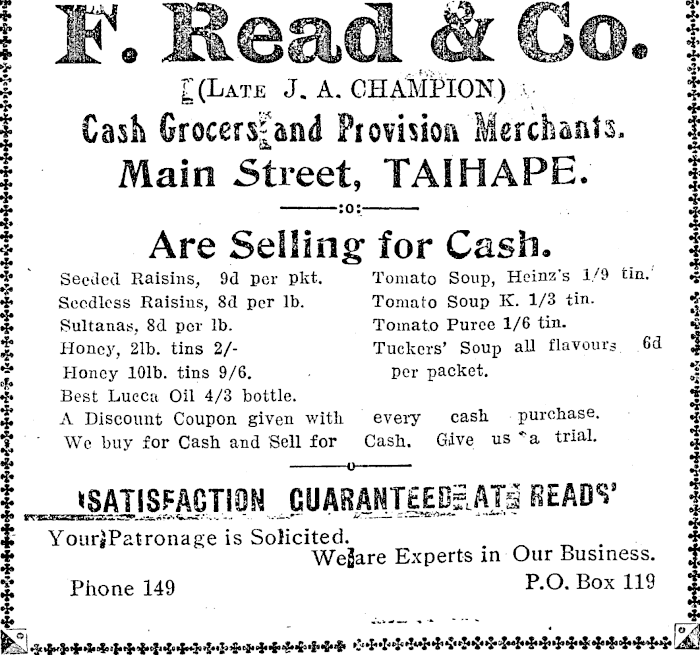 F. Read & Co.
(LATE J. A. CHAMPION)
Cash Grocers and Provision Merchants.
Main Street, TAIHAPE.
:o:
Are Selling for Cash.
Seeded Raisins, 9d per pkt.
Seedless Raisins, 8d per lb.
Sultanas, 8d per lb.
Honey, 2lb. tins 2/-
Honey 10lb. tins 9/6.
Best Lucca Oil 4/3 bottle.
Tomato Soup, Heinz's 1/9 tin.
Tomato Soup K. 1/3 tin.
Tomato Puree 1/6 tin.
Tuckers' Soup all flavours 6d
per packet.
A Discount Coupon given with every cash purchase.
We buy for Cash and Sell for Cash. Give us a trial.
o
'SATISFACTION GUARANTEED AT READS'
Your Patronage is Solicited.
We are Experts in Our Business.
Phone 149
P.O. Box 119